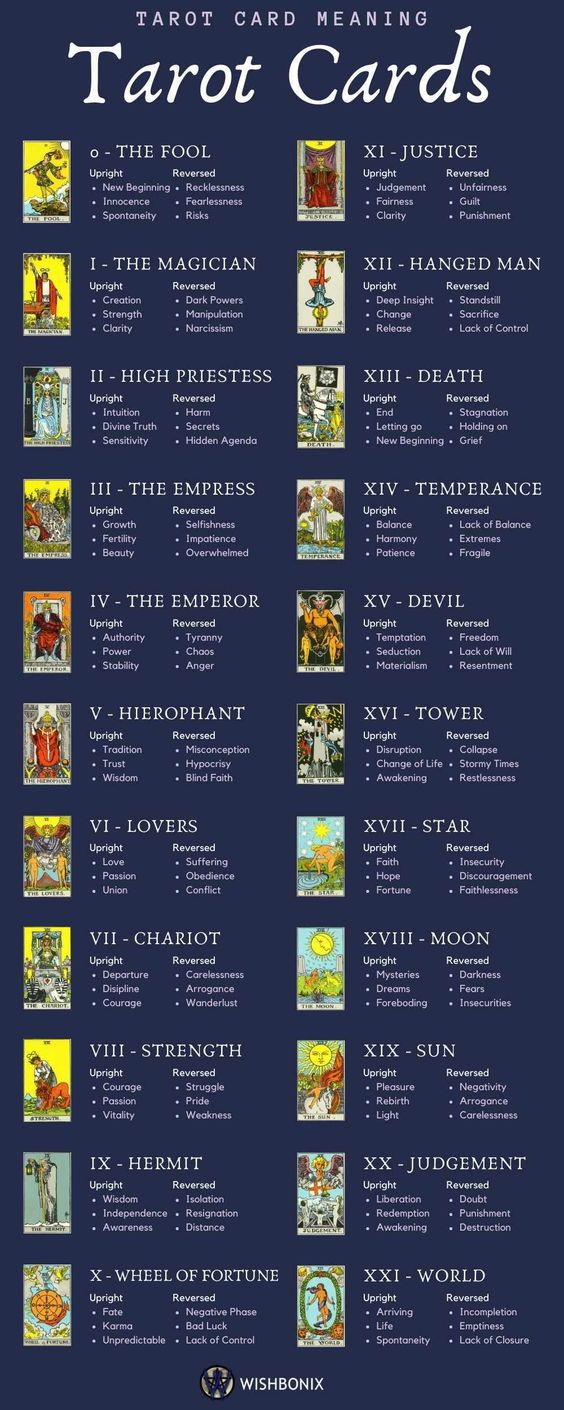 TAROT CARD MEANING
Tarot Cards
0 - THE FOOL
Upright Reversed
New Beginning Recklessness
Innocence Fearlessness
Spontaneity Risks
THE FOOL.
I - THE MAGICIAN
Upright Reversed
Creation Dark Powers
Strength Manipulation
Clarity Narcissism
THE MAGICIAN.
II - HIGH PRIESTESS
Upright Reversed
Intuition Harm
Divine Truth Secrets
Sensitivity Hidden Agenda
B J
THE HIGH PRIESTESS
III - THE EMPRESS
Upright Reversed
Growth Selfishness
Fertility Impatience
Beauty Overwhelmed
THE EMPRESS.
IV - THE EMPEROR
Upright Reversed
Authority Tyranny
Power Chaos
Stability Anger
THE EMPEROR.
V - HIEROPHANT
Upright Reversed
Tradition Misconception
Trust Hypocrisy
Wisdom Blind Faith
THE HIEROPHANT
VI - LOVERS
Upright Reversed
Love Suffering
Passion Obedience
Union Conflict
THE LOVERS.
VII - CHARIOT
Upright Reversed
Departure Carelessness
Disipline Arrogance
Courage Wanderlust
THE CHARIOT.
VIII - STRENGTH
Upright Reversed
Courage Struggle
Passion Pride
Vitality Weakness
STRENGTH.
IX - HERMIT
Upright Reversed
Wisdom Isolation
Independence Resignation
Awareness Distance
THE HERMIT.
X - WHEEL OF FORTUNE
Upright Reversed
Fate Negative Phase
Karma Bad Luck
Unpredictable Lack of Control
WHEEL of FORTUNE.
XI - JUSTICE
Upright Reversed
Judgement Unfairness
Fairness Guilt
Clarity Punishment
JUSTICE.
XII - HANGED MAN
Upright Reversed
Deep Insight Standstill
Change Sacrifice
Release Lack of Control
THE HANGED MAN.
XIII - DEATH
Upright Reversed
End Stagnation
Letting go Holding on
New Beginning Grief
DEATH.
XIV - TEMPERANCE
Upright Reversed
Balance Lack of Balance
Harmony Extremes
Patience Fragile
TEMPERANCE.
XV - DEVIL
Upright Reversed
Temptation Freedom
Seduction Lack of Will
Materialism Resentment
THE DEVIL.
XVI - TOWER
Upright Reversed
Disruption Collapse
Change of Life Stormy Times
Awakening Restlessness
THE TOWER.
XVII - STAR
Upright Reversed
Faith Insecurity
Hope Discouragement
Fortune Faithlessness
THE STAR.
XVIII - MOON
Upright Reversed
Mysteries Darkness
Dreams Fears
Foreboding Insecurities
THE MOON.
XIX - SUN
Upright Reversed
Pleasure Negativity
Rebirth Arrogance
Light Carelessness
THE SUN.
XX - JUDGEMENT
Upright Reversed
Liberation Doubt
Redemption Punishment
Awakening Destruction
JUDGEMENT.
XXI - WORLD
Upright Reversed
Arriving Incompletion
Life Emptiness
Spontaneity Lack of Closure
THE WORLD.
WISHBONIX